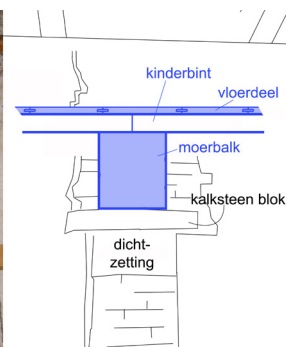 kinderbint
vloerdeel
moerbalk
kalksteen blok
dicht-
zetting